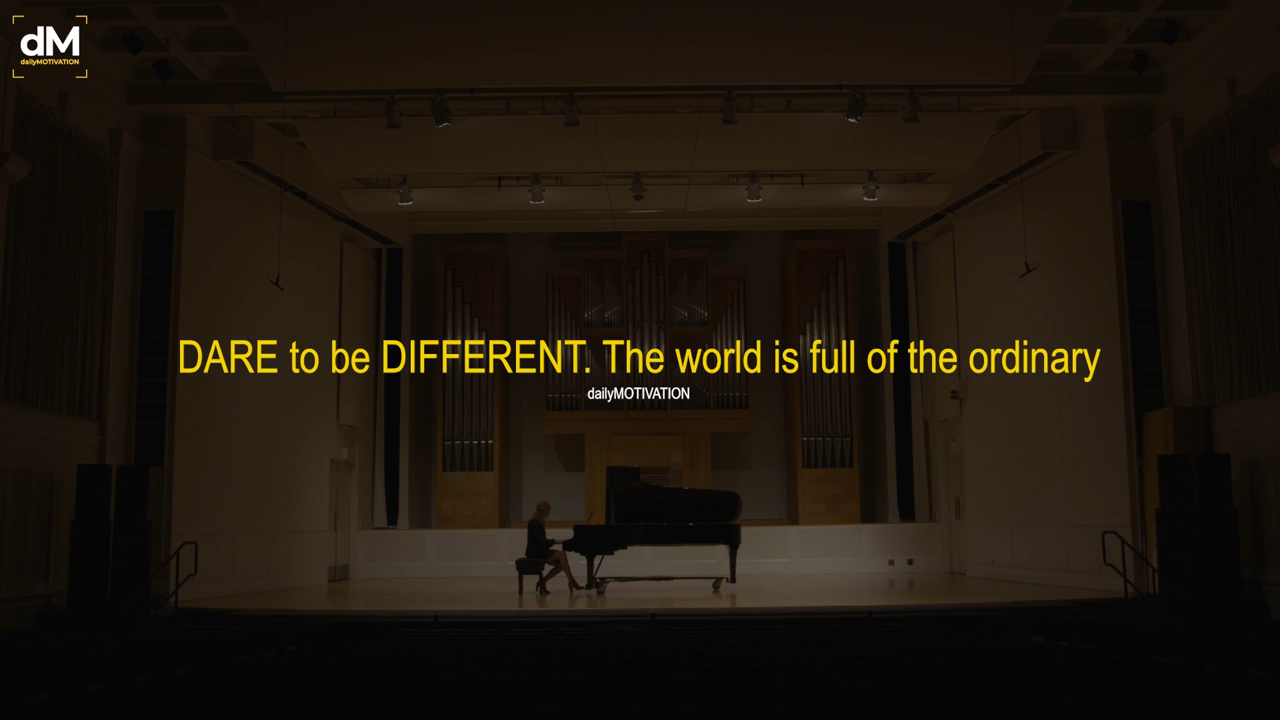 dM
dailyMOTIVATION
DARE to be DIFFERENT. The world is full of the ordinary
dailyMOTIVATION